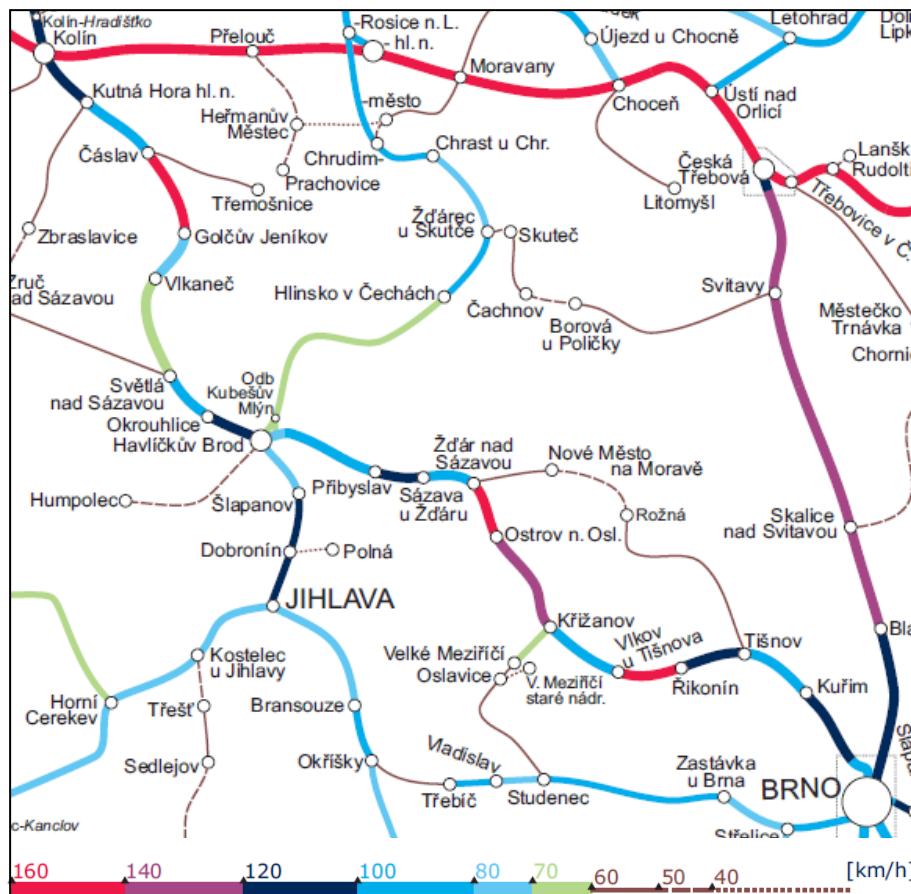 Kolín-Hradišťko
Kolín
Přelouč
-Rosice n. L.
- hl. n.
Újezd u Chocně
Letohrad
Lipk
Moravany
Choceň
Ústí nad
Orlicí
Kutná Hora hl. n.
Heřmanův
Městec
-město
Chrudim-
Prachovice
Chrast u Chr.
Česká
Třebová
Lanšk
Rudolti
Třebovice v Č.
Čáslav
Třemošnice
Litomyšl
Zbraslavice
Golčův Jeníkov
Žďárec
u Skutče
Skuteč
Zruč
nad Sázavou
Vlkaneč
Hlinsko v Čechách
Čachnov
Borová
u Poličky
Svitavy
Městečko
Trnávka
Chornic
Světlá
nad Sázavou
Odb
Kubešův
Mlýn
Okrouhlice
Havlíčkův Brod
Humpolec
Šlapanov
Přibyslav
Žďár nad
Sázavou
Sázava
u Žďáru
Nové Město
na Moravě
Rožná
Skalice
nad Svitavou
Dobronín
Polná
Ostrov n. Osl.
JIHLAVA
Křižanov
Vlkov
u Tišnova
Tišnov
Bla
Kostelec
u Jihlavy
Velké Meziříčí
Oslavice
V. Meziříčí
staré nádr.
Řikonín
Kuřim
Horní
Cerekev
Třešť
Bransouze
Sedlejov
Okříšky
Vladislav
Třebíč
Studenec
Zastávka
u Brna
BRNO
Slap
c-Kanclov
Střelice
160 140 120 100 80 70 60 50 40 [km/h]